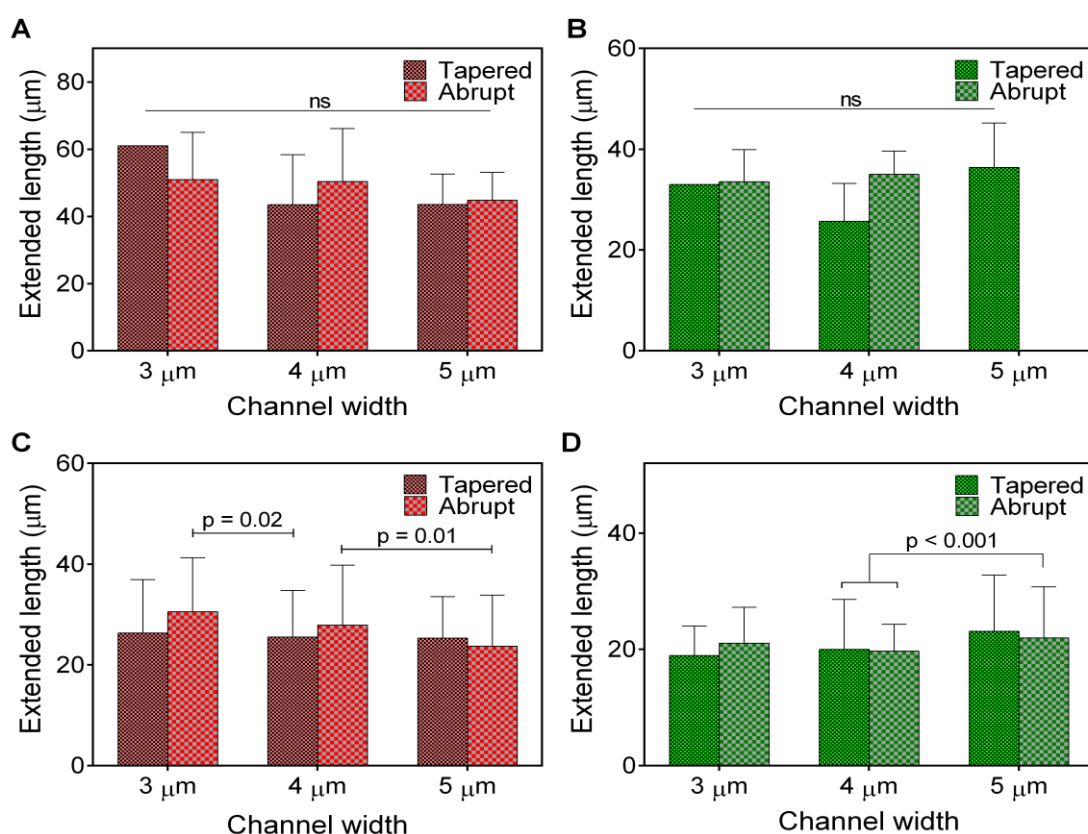 A
Extended length (μm)
80
60
40
20
0
Tapered
Abrupt
ns
3 μm
4 μm
5 μm
Channel width
B
Extended length (μm)
60
40
20
0
Tapered
Abrupt
ns
3 μm
4 μm
5 μm
Channel width
C
Extended length (μm)
60
40
20
0
Tapered
Abrupt
p = 0.02
p = 0.01
3 μm
4 μm
5 μm
Channel width
D
Extended length (μm)
40
20
0
Tapered
Abrupt
p < 0.001
3 μm
4 μm
5 μm
Channel width